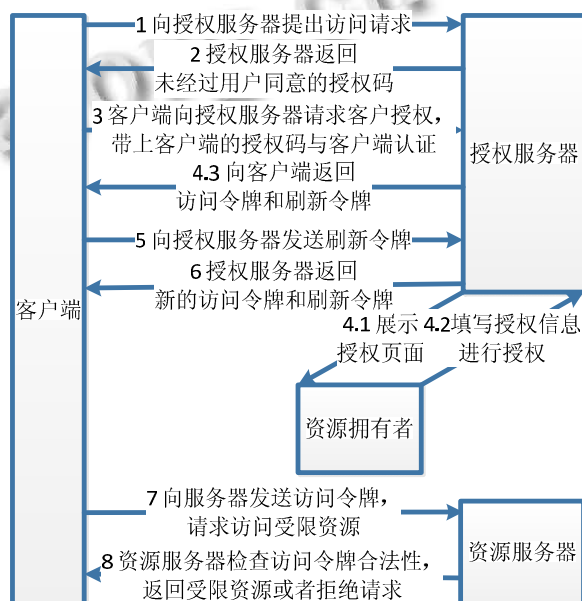 1 向授权服务器提出访问请求
2 授权服务器返回
未经过用户同意的授权码
3 客户端向授权服务器请求客户授权，
带上客户端的授权码与客户端认证
授权服务器
4.3 向客户端返回
访问令牌和刷新令牌
5 向授权服务器发送刷新令牌
6 授权服务器返回
新的访问令牌和刷新令牌
客户端
4.1 展示
授权页面
4.2填写授权信息
进行授权
资源拥有者
7 向服务器发送访问令牌，
请求访问受限资源
资源服务器
8 资源服务器检查访问令牌合法性，
返回受限资源或者拒绝请求